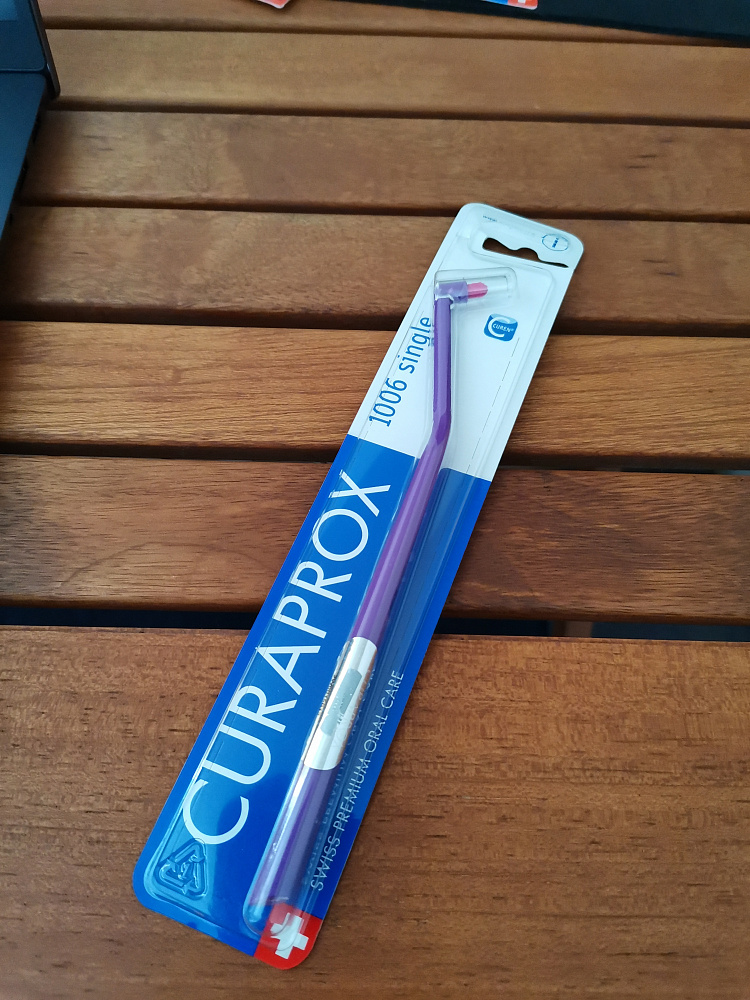 CUREN®
1006 single
CURAPROX
SWISS PREMIUM ORAL CARE